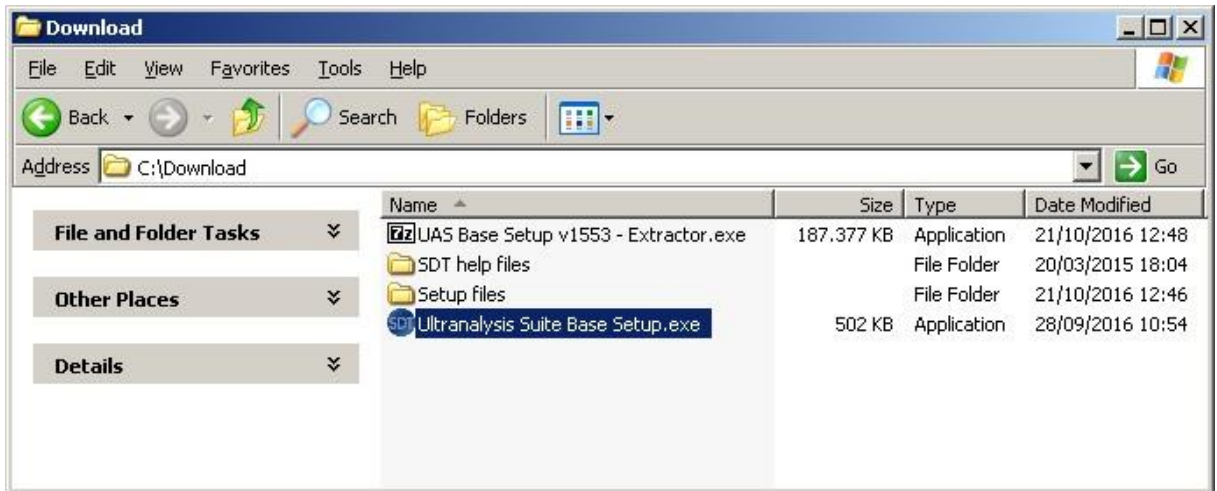 Download
File Edit View Favorites Tools Help
Back Search Folders
Address C:\Download Go
Name Size Type Date Modified
File and Folder Tasks
Other Places
Details
7z UAS Base Setup v1553 - Extractor.exe 187.377 KB Application 21/10/2016 12:48
SDT help files File Folder 20/03/2015 18:04
Setup files File Folder 21/10/2016 12:46
SDT Ultranalysis Suite Base Setup.exe 502 KB Application 28/09/2016 10:54